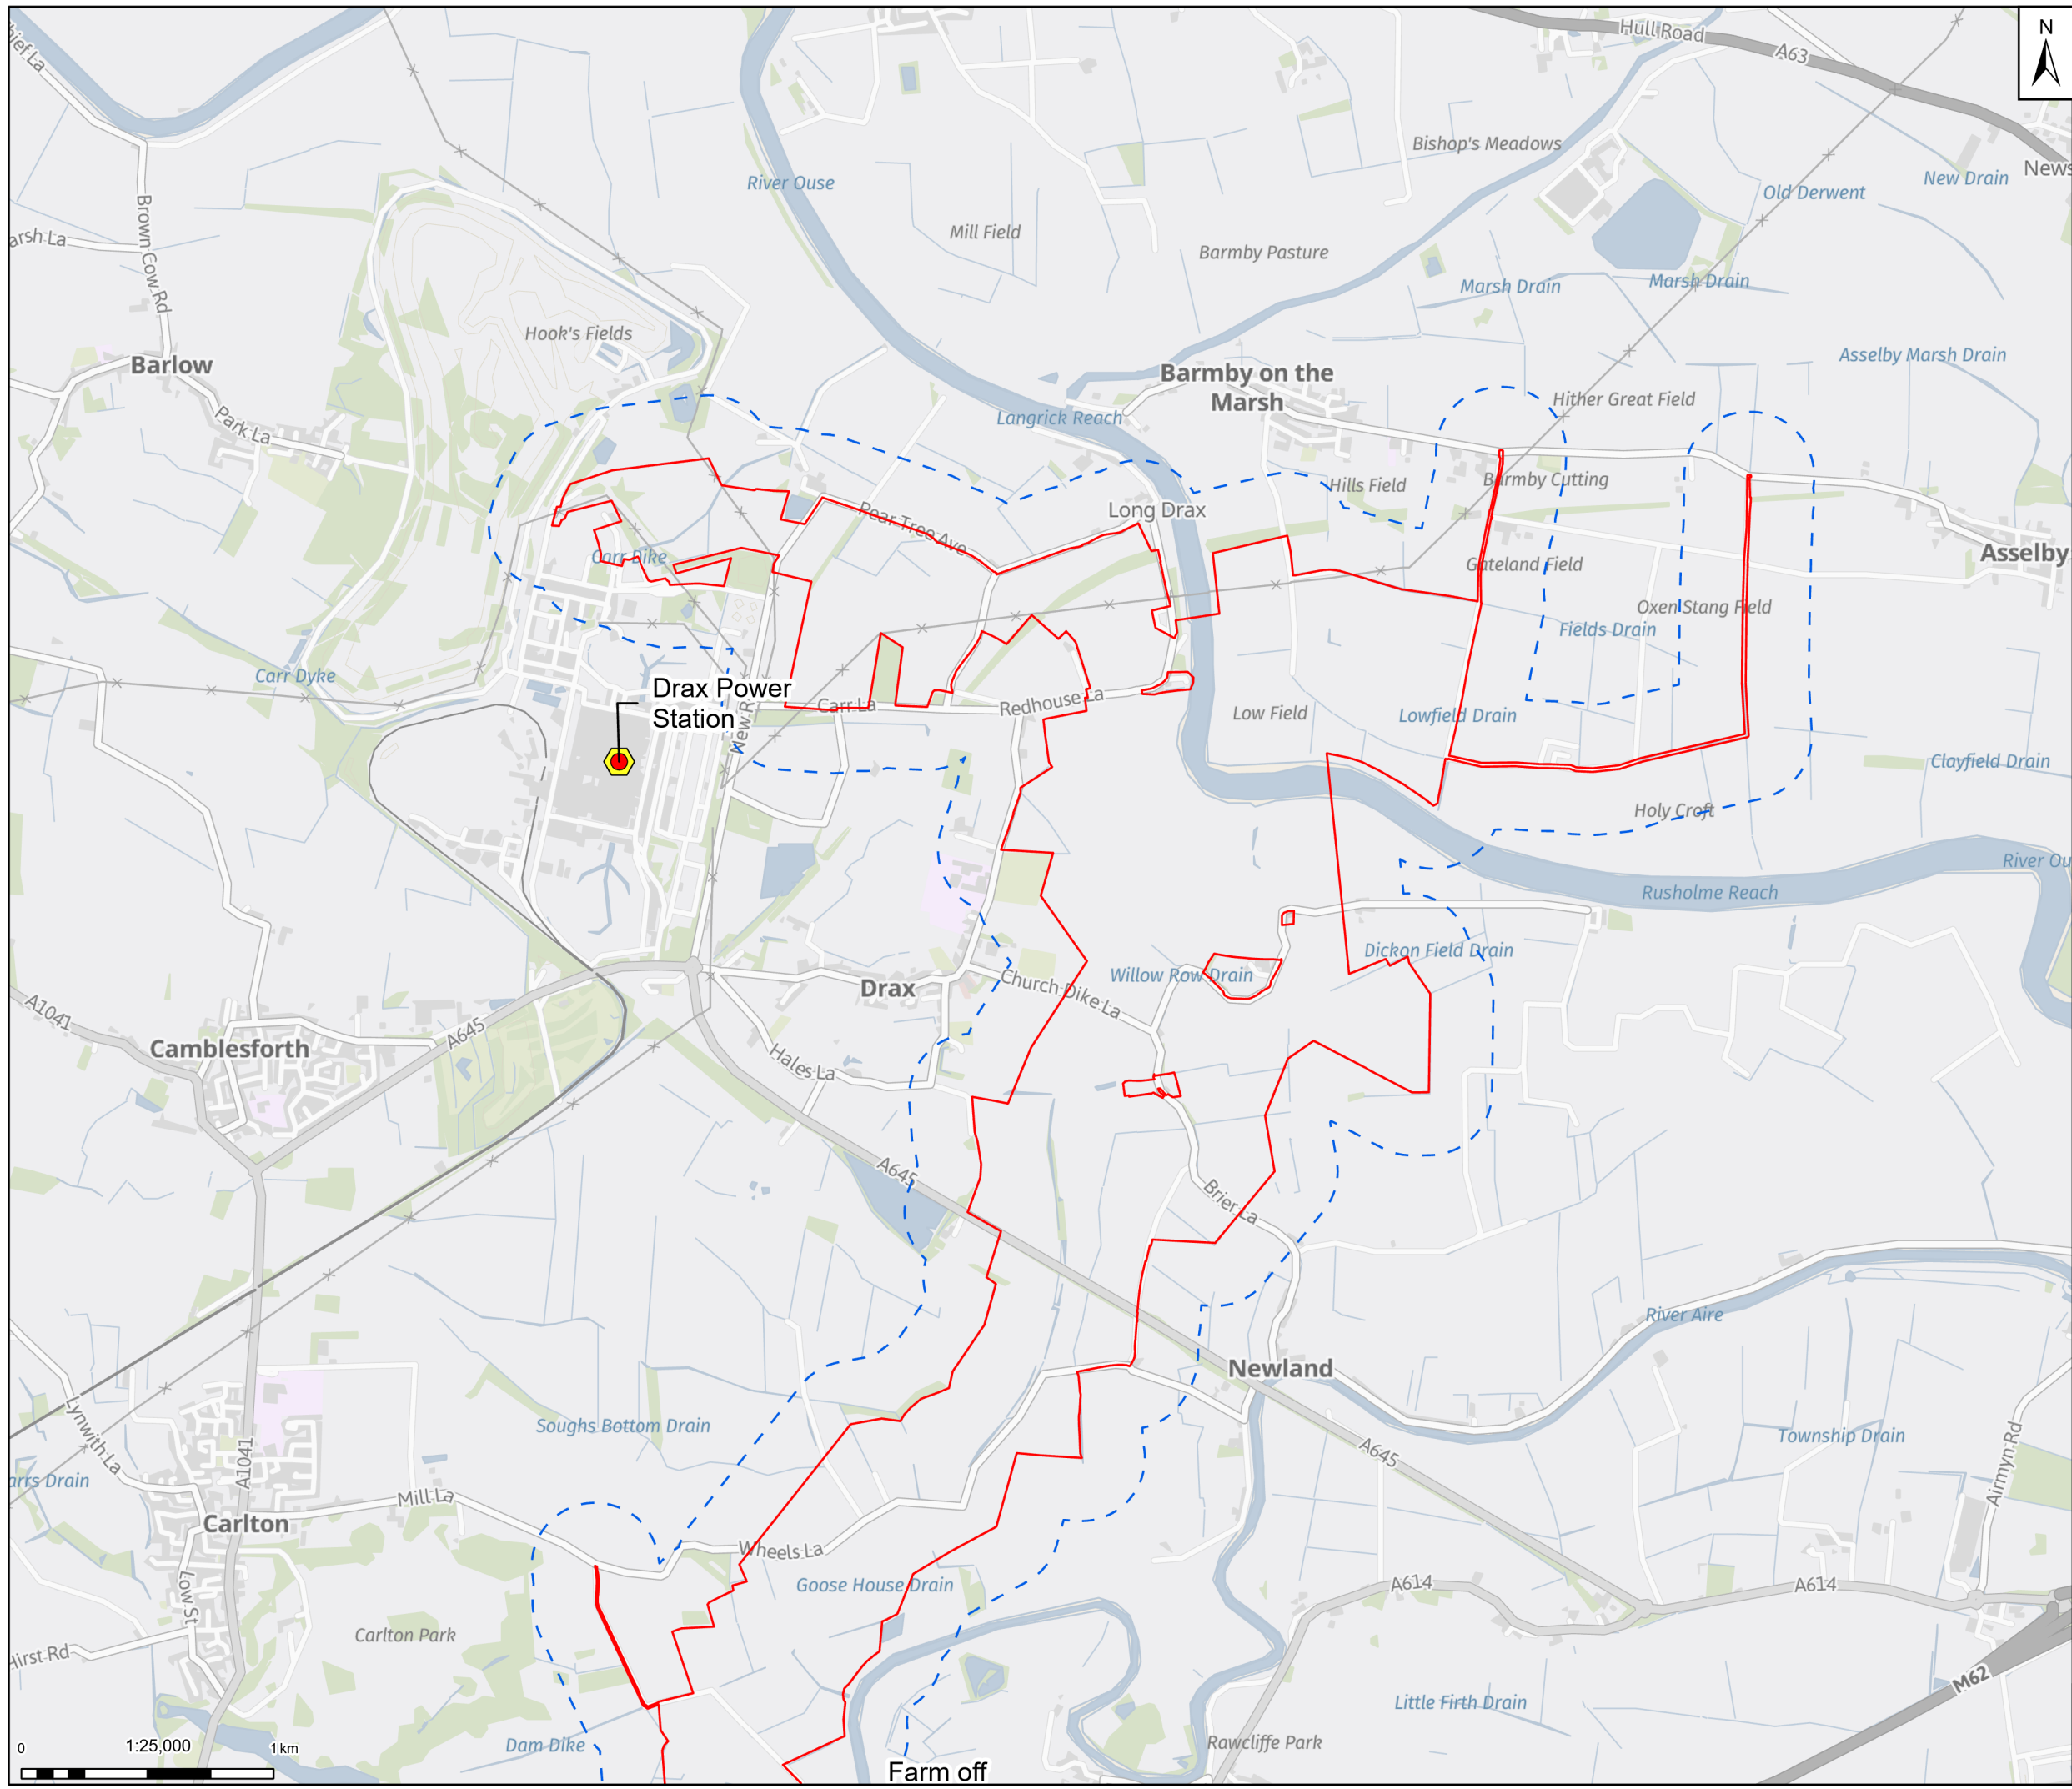 Hull Road
A63
N
Bishop's Meadows
River Ouse
Old Derwent
New Drain
Mill Field
Barmby Pasture
Brown Cow Rd
Marsh Drain
Marsh Drain
Hook's Fields
Asselby Marsh Drain
Barlow
Barmby on the
Marsh
Hither Great Field
Park La
Langrick Reach
Hills Field
Barmby Cutting
Long Drax
Pear Tree Ave
Carr Dike
Asselby
Gateland Field
Oxen Stang Field
Fields Drain
Carr Dyke
Drax Power
Station
New R
Carr La
Redhouse La
Low Field
Lowfield Drain
Clayfield Drain
Holy Croft
River Ou
Rusholme Reach
Dickon Field Drain
Willow Row Drain
Church Dike La
Drax
A1041
A645
Camblesforth
Hales La
A645
Brier La
River Aire
Newland
Soughs Bottom Drain
Lynwith La
A1041
Township Drain
Airmyn Rd
A645
arrs Drain
Mill La
Carlton
Wheels La
Goose House Drain
A614
A614
Low St
Carlton Park
Hirst Rd
M62
Little Firth Drain
Dam Dike
Rawcliffe Park
0
1:25,000
1 km
Farm off